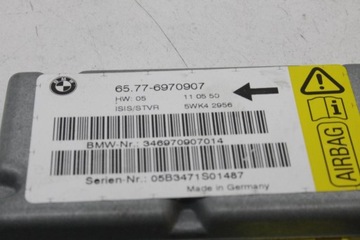 BMW
65.77-6970907
HW: 05 11 05 50
ISIS/STVR 5WK4 2956
BMW-Nr.: 346970907014
Serien-Nr.: 05B3471S01487
Made in Germany
AIRBAG